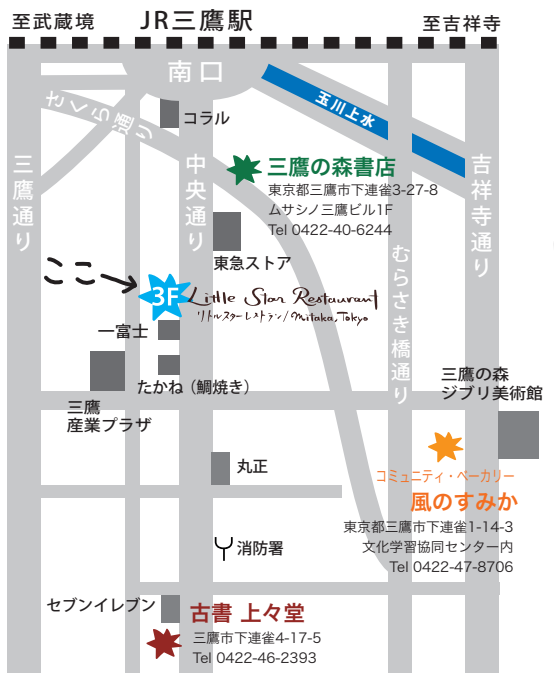 至武蔵境
JR三鷹駅
至吉祥寺
南口
さくら通り
コラル
玉川上水
三鷹通り
中央通り
吉祥寺通り
むらさき橋通り
三鷹の森書店
東京都三鷹市下連雀3-27-8
ムサシノ三鷹ビル1F
Tel 0422-40-6244
東急ストア
ここ
3F
Little Star Restaurant
リトルスターレストラン/Mitaka,Tokyo
一富士
たかね（鯛焼き）
三鷹
産業プラザ
三鷹の森
ジブリ美術館
丸正
コミュニティ・ベーカリー
風のすみか
東京都三鷹市下連雀1-14-3
文化学習協同センター内
Tel 0422-47-8706
消防署
セブンイレブン
古書 上々堂
三鷹市下連雀4-17-5
Tel 0422-46-2393